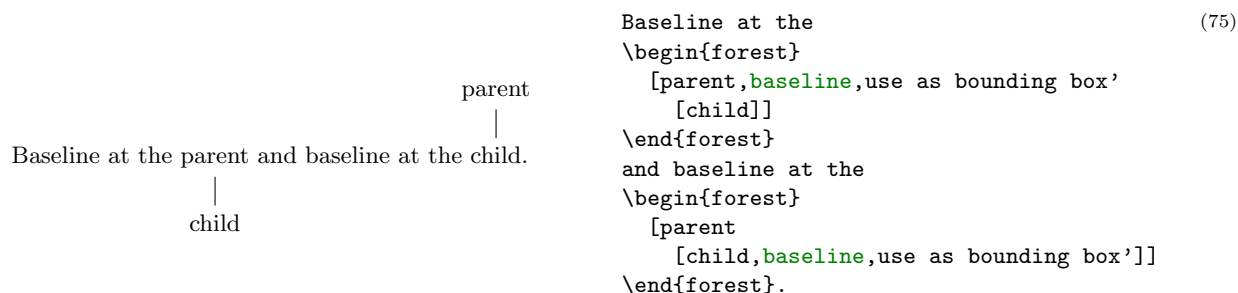 parent
Baseline at the parent and baseline at the child.
child
Baseline at the
\begin{forest}
[parent,baseline,use as bounding box’
[child]]
\end{forest}
and baseline at the
\begin{forest}
[parent
[child,baseline,use as bounding box’]]
\end{forest}.
(75)